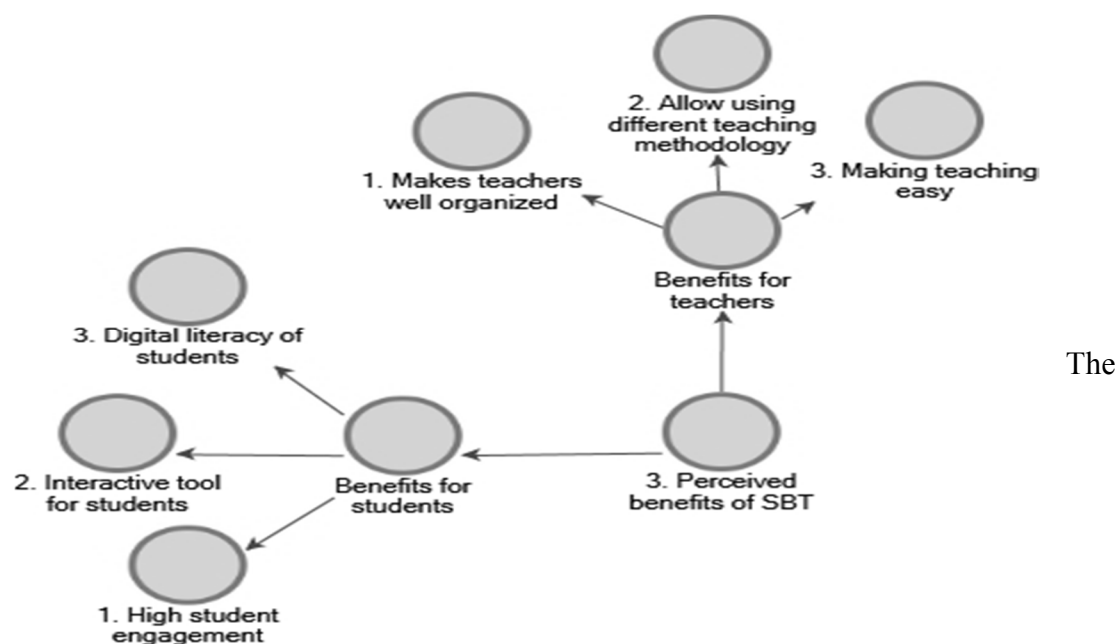 2. Allow using
different teaching
methodology
3. Making teaching
easy
1. Makes teachers
well organized
Benefits for
teachers
3. Digital literacy of
students
The
2. Interactive tool
for students
Benefits for
students
3. Perceived
benefits of SBT
1. High student
engagement